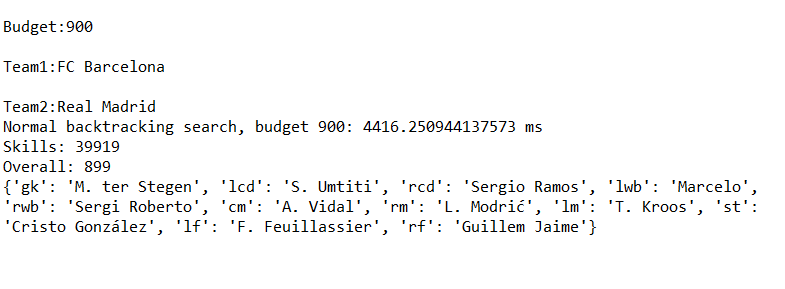 Budget:900
Team1:FC Barcelona
Team2:Real Madrid
Normal backtracking search, budget 900: 4416.250944137573 ms
Skills: 39919
Overall: 899
{'gk': 'M. ter Stegen', 'lcd': 'S. Umtiti', 'rcd': 'Sergio Ramos', 'lwb': 'Marcelo',
'rwb': 'Sergi Roberto', 'cm': 'A. Vidal', 'rm': 'L. Modrić', 'lm': 'T. Kroos', 'st':
'Cristo González', 'lf': 'F. Feuillassier', 'rf': 'Guillem Jaime'}